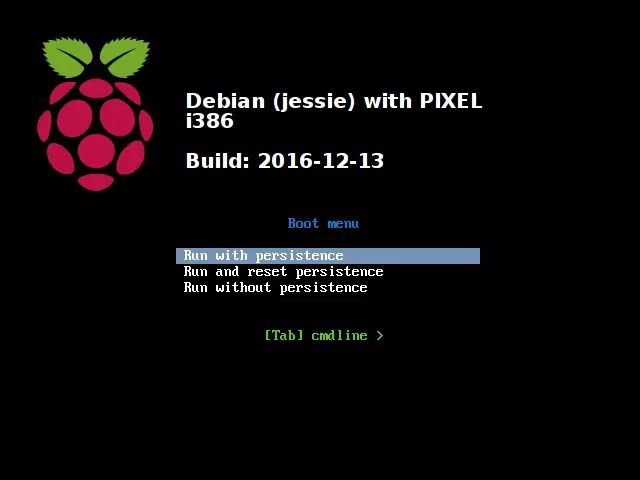 Debian (jessie) with PIXEL
i386
Build: 2016-12-13
Boot menu
Run with persistence
Run and reset persistence
Run without persistence
[Tab] cmdline >